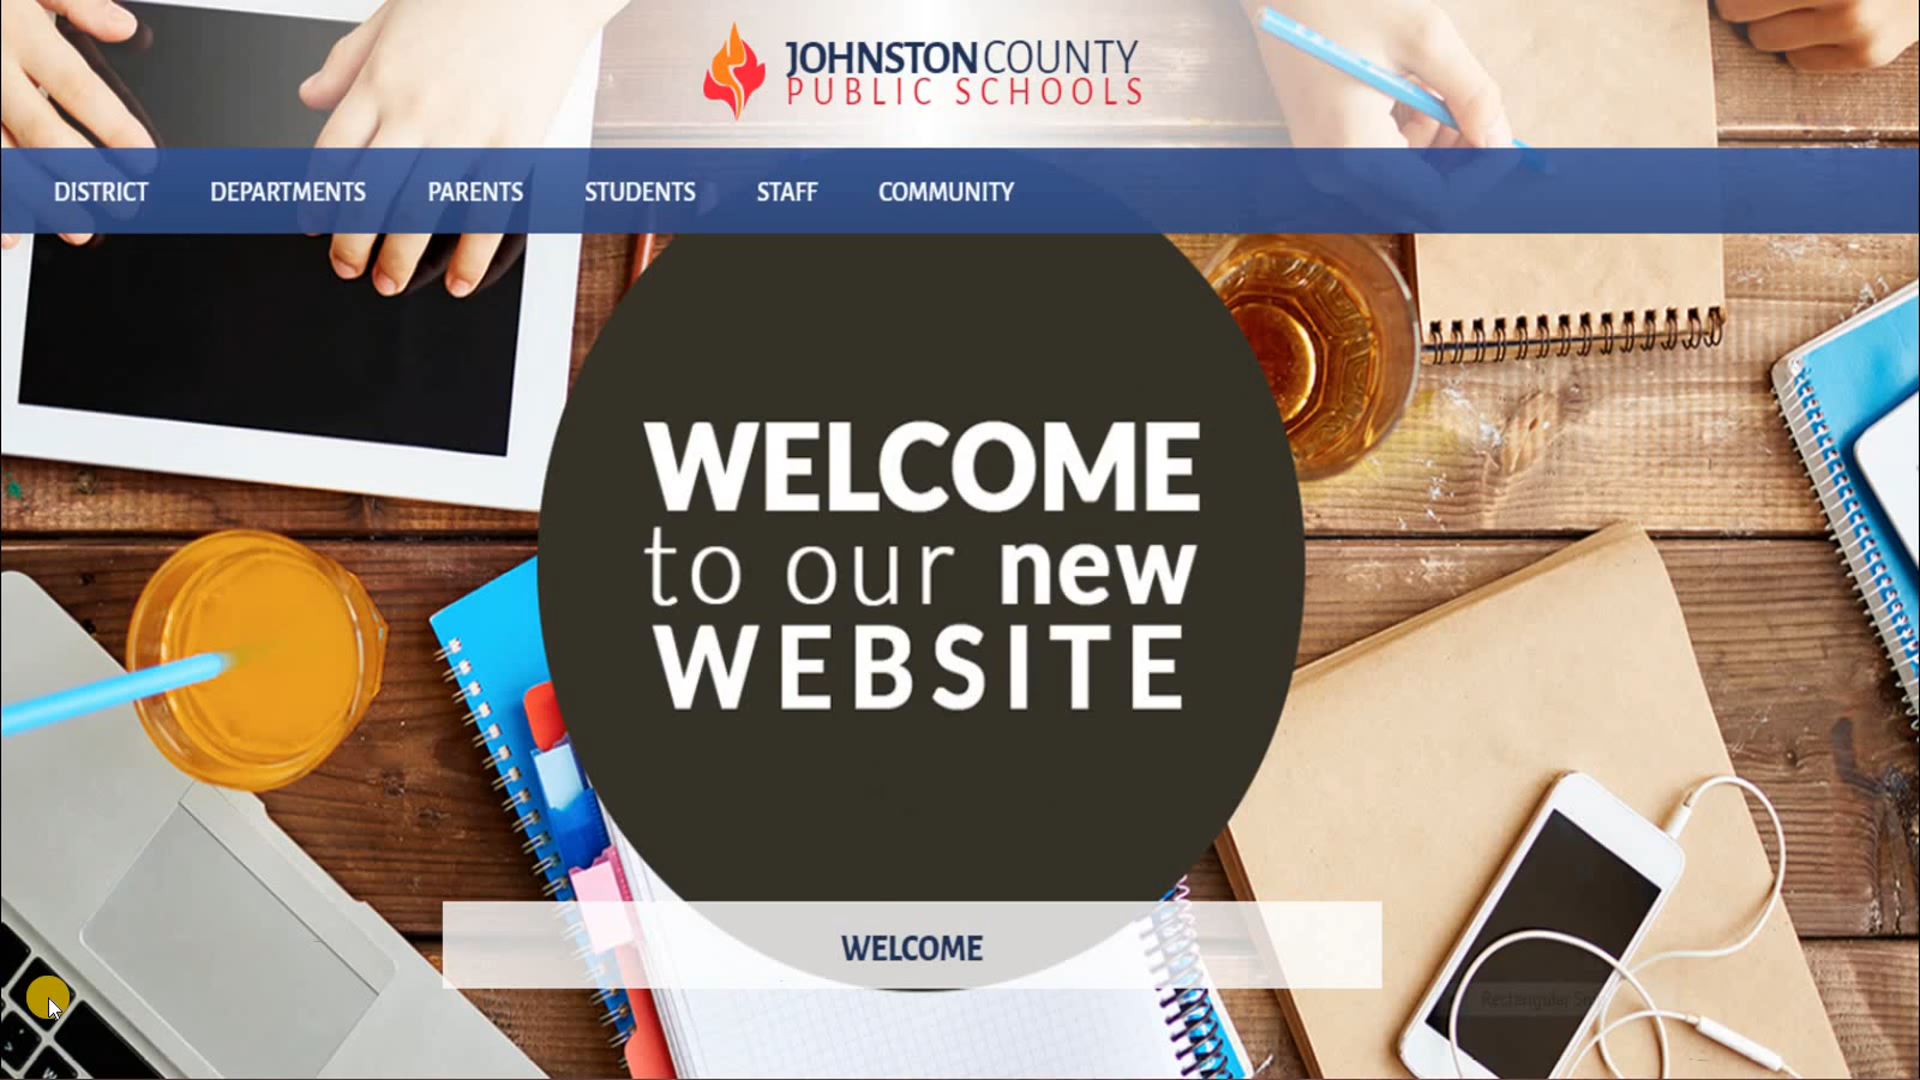 JOHNSTON COUNTY
PUBLIC SCHOOLS
DISTRICT DEPARTMENTS PARENTS STUDENTS STAFF COMMUNITY
WELCOME
to our new
WEBSITE
WELCOME